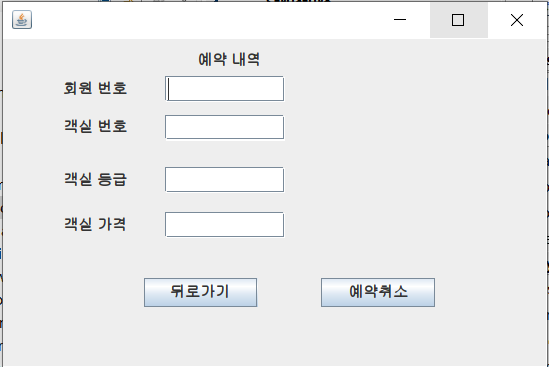 예약 내역
회원 번호
객실 번호
객실 등급
객실 가격
뒤로가기 예약취소